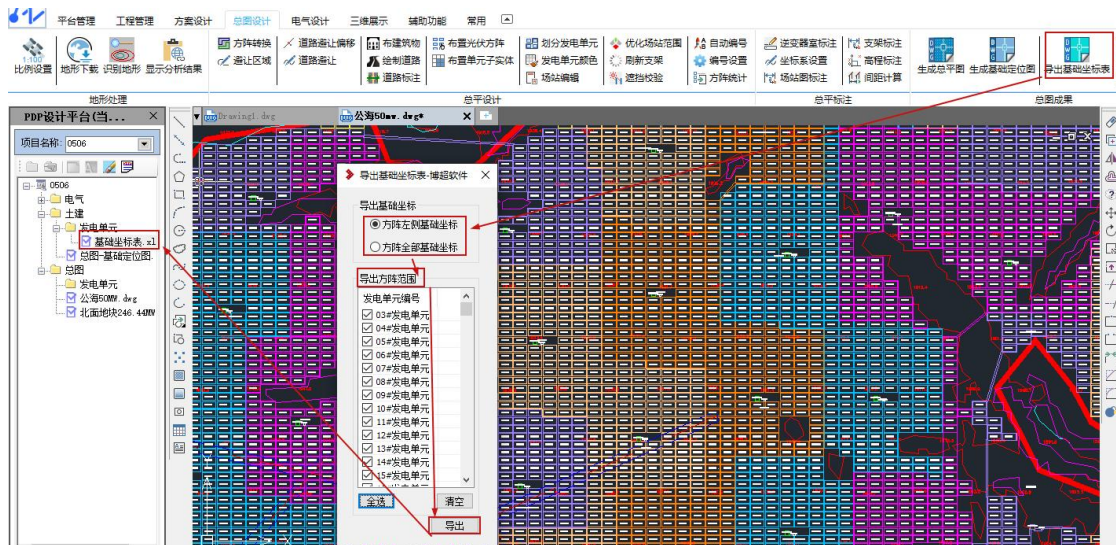 平台管理 工程管理 方案设计 总图设计 电气设计 三维展示 辅助功能 常用
方阵转换 道路避让偏移 布建筑物 布置光伏方阵 划分发电单元 优化场站范围 自动编号 逆变器室标注 支架标注
避让区域 道路避让 绘制道路 布置单元子实体 发电单元颜色 刷新支架 编号设置 坐标系设置 高程标注
道路标注 场站编辑 遮挡校验 方阵统计 场站图标注 间距计算
1:100
比例设置 地形下载 识别地形 显示分析结果
生成总平图 生成基础定位图 导出基础坐标表
地形处理 总平设计 总平标注 总图成果
PDP设计平台(当... ×
Drawing1.dwg
公海50mw.dwg* ×
项目名称: 0506
0506
电气
土建
发电单元
基础坐标表.xl
总图-基础定位图.
总图
发电单元
公海50MW.dwg
北面地块246.44MW
导出基础坐标表-博超软件 ×
导出基础坐标
方阵左侧基础坐标
方阵全部基础坐标
导出方阵范围
发电单元编号
03#发电单元
04#发电单元
05#发电单元
06#发电单元
07#发电单元
08#发电单元
09#发电单元
10#发电单元
11#发电单元
12#发电单元
13#发电单元
14#发电单元
15#发电单元
全选 清空
导出